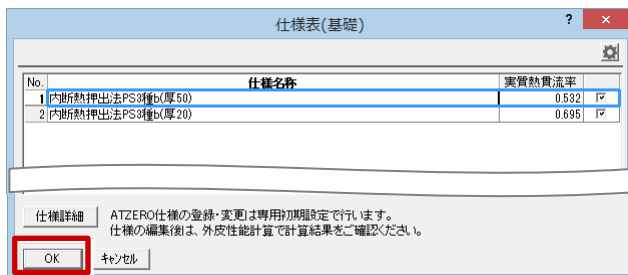 仕様表(基礎)
? ×
No. 仕様名称 実質熱貫流率
1 内断熱押出法PS3種b(厚50) 0.532
2 内断熱押出法PS3種b(厚20) 0.695
仕様詳細 ATZERO仕様の登録・変更は専用初期設定で行います。
仕様の編集後は、外皮性能計算で計算結果をご確認ください。
OK キャンセル